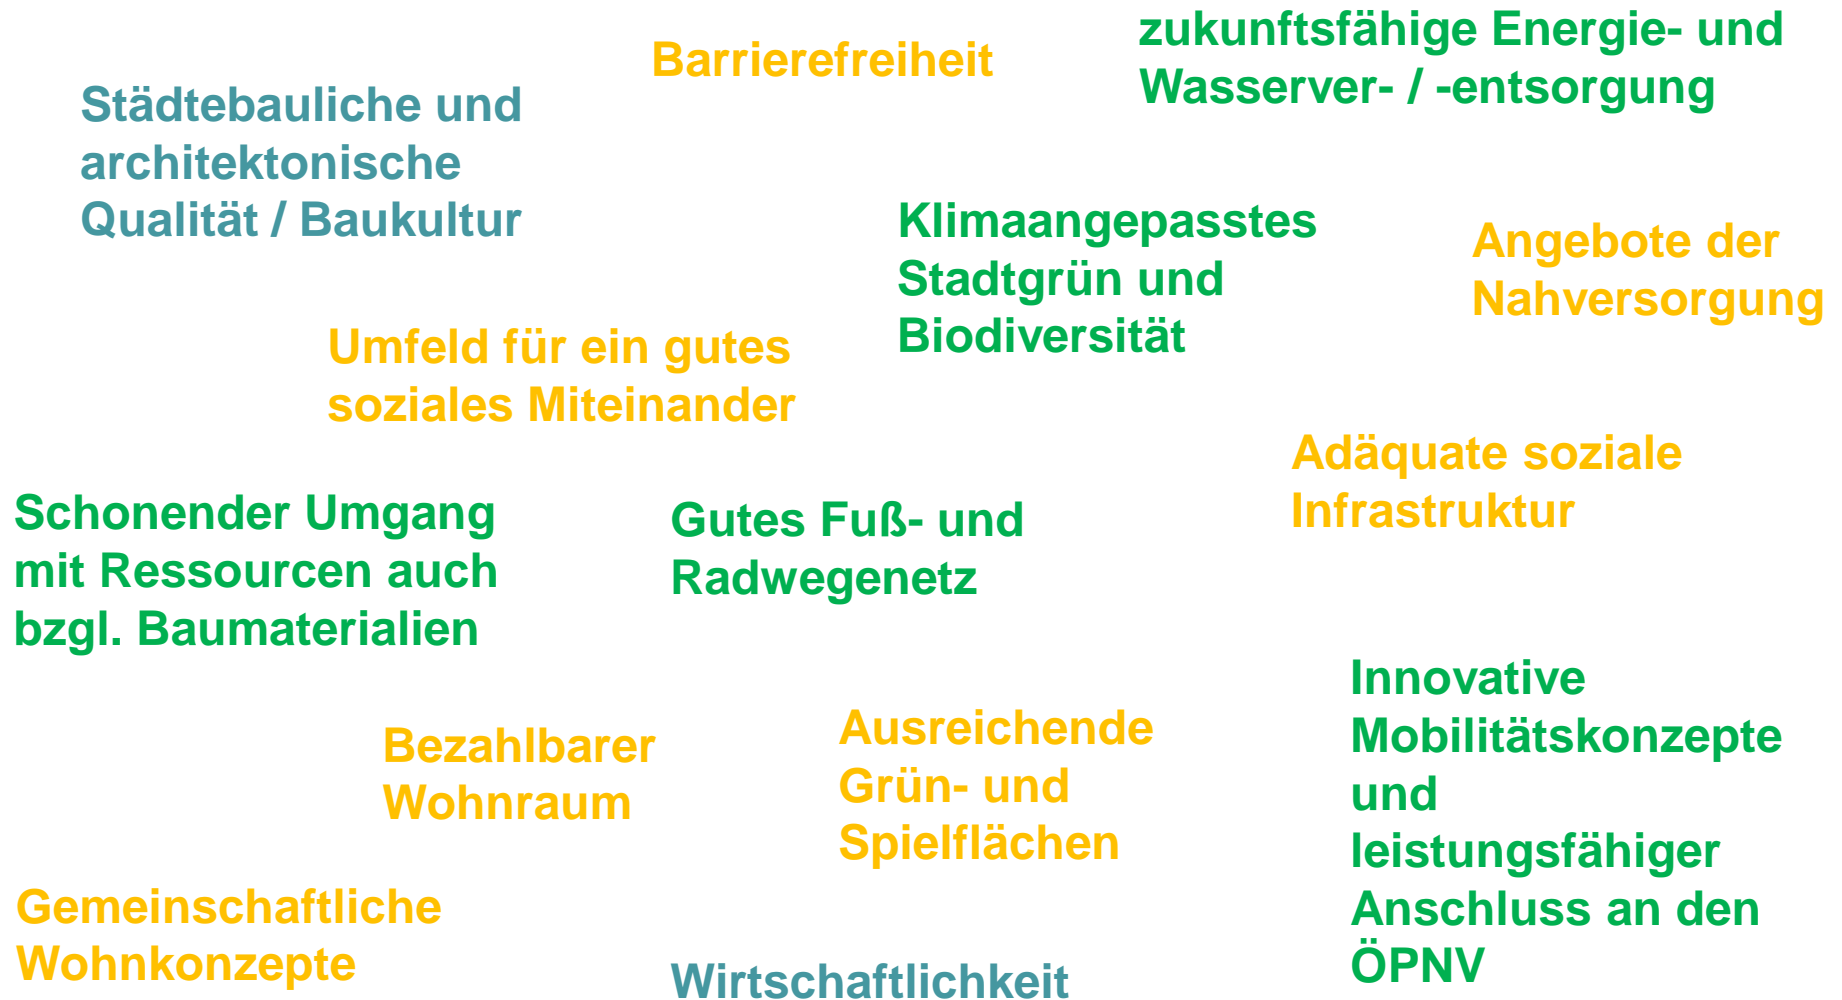 zukunftsfähige Energie- und
Wasserver- / -entsorgung
Barrierefreiheit
Städtebauliche und
architektonische
Qualität / Baukultur
Klimaangepasstes
Stadtgrün und
Biodiversität
Angebote der
Nahversorgung
Umfeld für ein gutes
soziales Miteinander
Adäquate soziale
Infrastruktur
Schonender Umgang
mit Ressourcen auch
bzgl. Baumaterialien
Gutes Fuß- und
Radwegenetz
Innovative
Mobilitätskonzepte
und
leistungsfähiger
Anschluss an den
ÖPNV
Bezahlbarer
Wohnraum
Ausreichende
Grün- und
Spielflächen
Gemeinschaftliche
Wohnkonzepte
Wirtschaftlichkeit